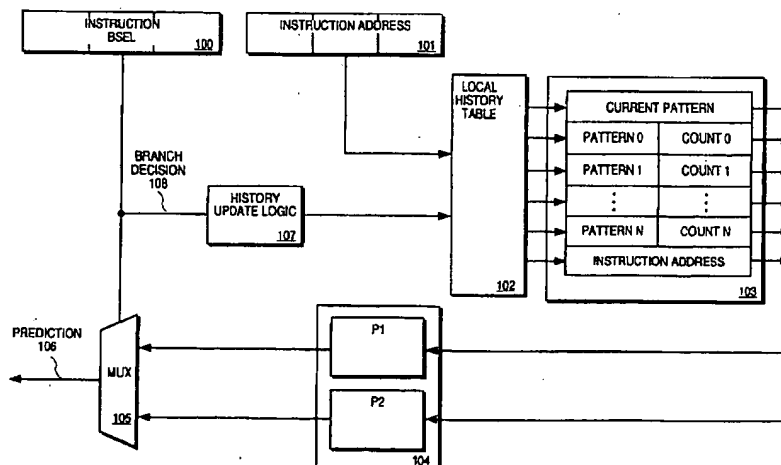 INSTRUCTION
BSEL
100
INSTRUCTION ADDRESS
101
LOCAL
HISTORY
TABLE
102
CURRENT PATTERN
PATTERN 0 COUNT 0
PATTERN 1 COUNT 1
⋮ ⋮
PATTERN N COUNT N
INSTRUCTION ADDRESS
103
BRANCH
DECISION
108
HISTORY
UPDATE LOGIC
107
PREDICTION
106
MUX
105
P1
P2
104